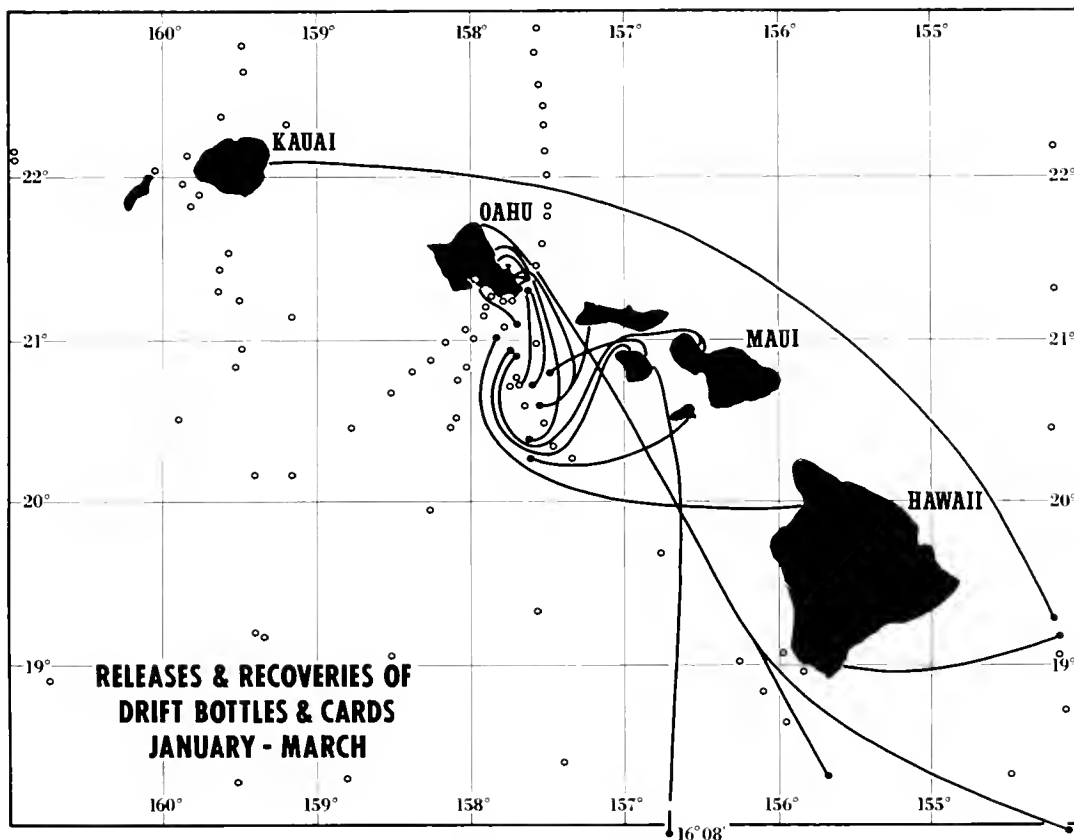 160° 159° 158° 157° 156° 155°
KAUAI
22° 22°
OAHU
21° MAUI 21°
20° HAWAII 20°
19° 19°
RELEASES & RECOVERIES OF
DRIFT BOTTLES & CARDS
JANUARY - MARCH
160° 159° 158° 157° 156° 155°
16°08'